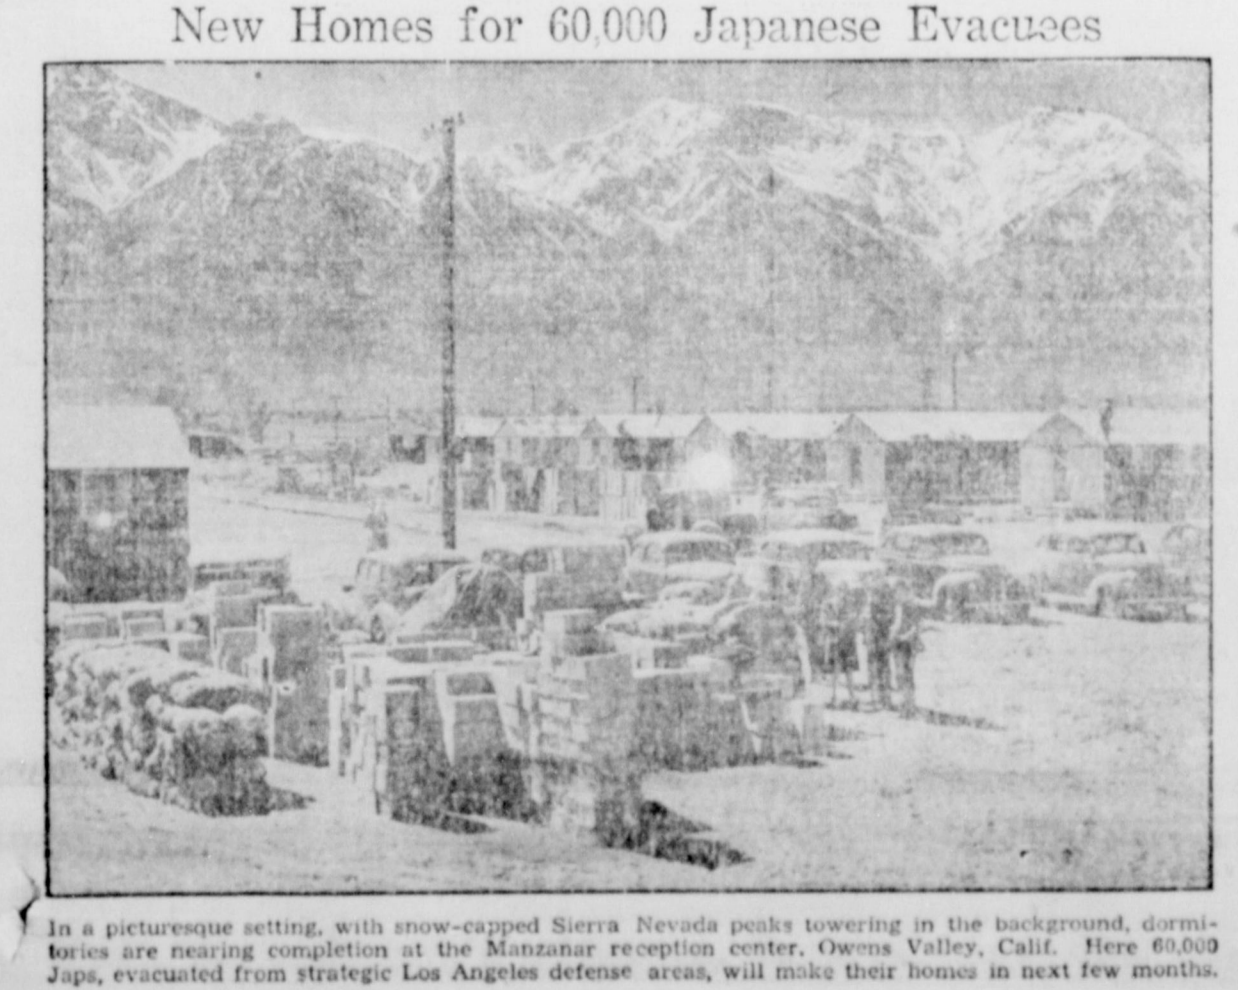 New Homes for 60,000 Japanese Evacuees
In a picturesque setting, with snow-capped Sierra Nevada peaks towering in the background, dormi-
tories are nearing completion at the Manzanar reception center, Owens Valley, Calif. Here 60,000
Japs, evacuated from strategic Los Angeles defense areas, will make their homes in next few months.